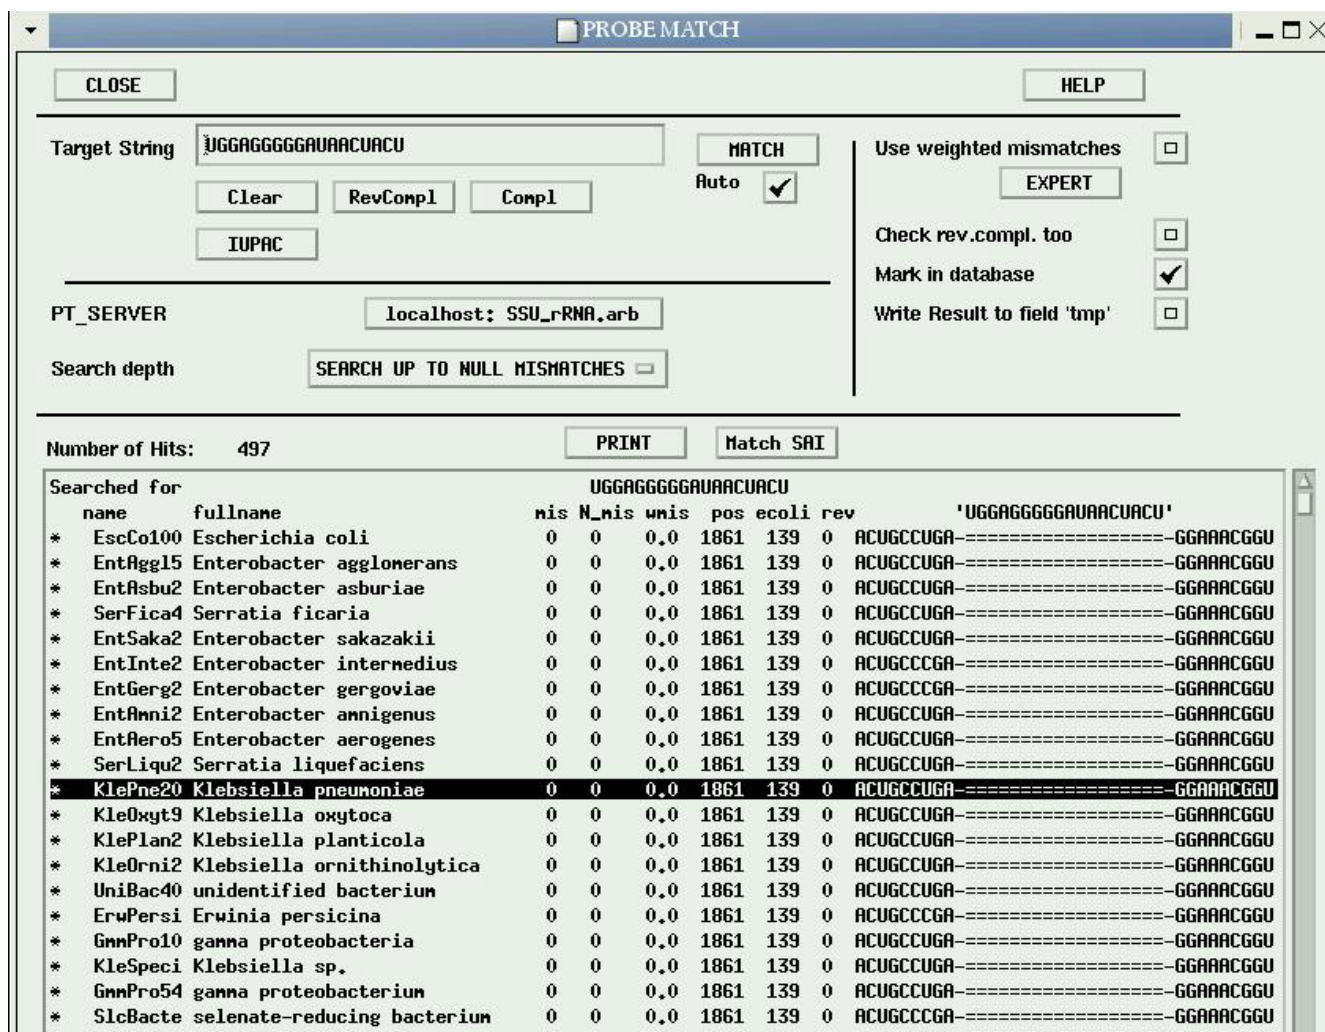 PROBE MATCH
CLOSE
HELP
Target String
UGGAGGGGGAUAACUACU
MATCH
Auto
Clear
RevCompl
Compl
IUPAC
Use weighted mismatches
EXPERT
Check rev.compl. too
Mark in database
Write Result to field 'tmp'
PT_SERVER
localhost: SSU_rRNA.arb
Search depth
SEARCH UP TO NULL MISMATCHES
Number of Hits: 497
PRINT
Match SAI
Searched for UGGAGGGGGAUAACUACU
name fullname mis N_mis wmis pos ecoli rev 'UGGAGGGGGAUAACUACU'
* EscCo100 Escherichia coli 0 0 0.0 1861 139 0 ACUGCCUGA-==================-GGAAACGGU
* EntAggl5 Enterobacter agglomerans 0 0 0.0 1861 139 0 ACUGCCUGA-==================-GGAAACGGU
* EntAsbu2 Enterobacter asburiae 0 0 0.0 1861 139 0 ACUGCCUGA-==================-GGAAACGGU
* SerFica4 Serratia ficaria 0 0 0.0 1861 139 0 ACUGCCUGA-==================-GGAAACGGU
* EntSaka2 Enterobacter sakazakii 0 0 0.0 1861 139 0 ACUGCCUGA-==================-GGAAACGGU
* EntInte2 Enterobacter intermedius 0 0 0.0 1861 139 0 ACUGCCCGA-==================-GGAAACGGU
* EntGerg2 Enterobacter gergoviae 0 0 0.0 1861 139 0 ACUGCCCGA-==================-GGAAACGGU
* EntAmni2 Enterobacter amnigenus 0 0 0.0 1861 139 0 ACUGCCUGA-==================-GGAAACGGU
* EntAero5 Enterobacter aerogenes 0 0 0.0 1861 139 0 ACUGCCUGA-==================-GGAAACGGU
* SerLiqu2 Serratia liquefaciens 0 0 0.0 1861 139 0 ACUGCCUGA-==================-GGAAACGGU
* KlePne20 Klebsiella pneumoniae 0 0 0.0 1861 139 0 ACUGCCUGA-==================-GGAAACGGU
* KleOxyt9 Klebsiella oxytoca 0 0 0.0 1861 139 0 ACUGCCUGA-==================-GGAAACGGU
* KlePlan2 Klebsiella planticola 0 0 0.0 1861 139 0 ACUGCCUGA-==================-GGAAACGGU
* KleOrni2 Klebsiella ornithinolytica 0 0 0.0 1861 139 0 ACUGCCUGA-==================-GGAAACGGU
* UniBac40 unidentified bacterium 0 0 0.0 1861 139 0 ACUGCCUGA-==================-GGAAACGGU
* ErwPersi Erwinia persicina 0 0 0.0 1861 139 0 ACUGCCCGA-==================-GGAAACGGU
* GmmPro10 gamma proteobacteria 0 0 0.0 1861 139 0 ACUGCCUGA-==================-GGAAACGGU
* KleSpeci Klebsiella sp. 0 0 0.0 1861 139 0 ACUGCCUGA-==================-GGAAACGGU
* GmmPro54 gamma proteobacterium 0 0 0.0 1861 139 0 ACUGCCUGA-==================-GGAAACGGU
* SlcBacte selenate-reducing bacterium 0 0 0.0 1861 139 0 ACUGCCCGA-==================-GGAAACGGU